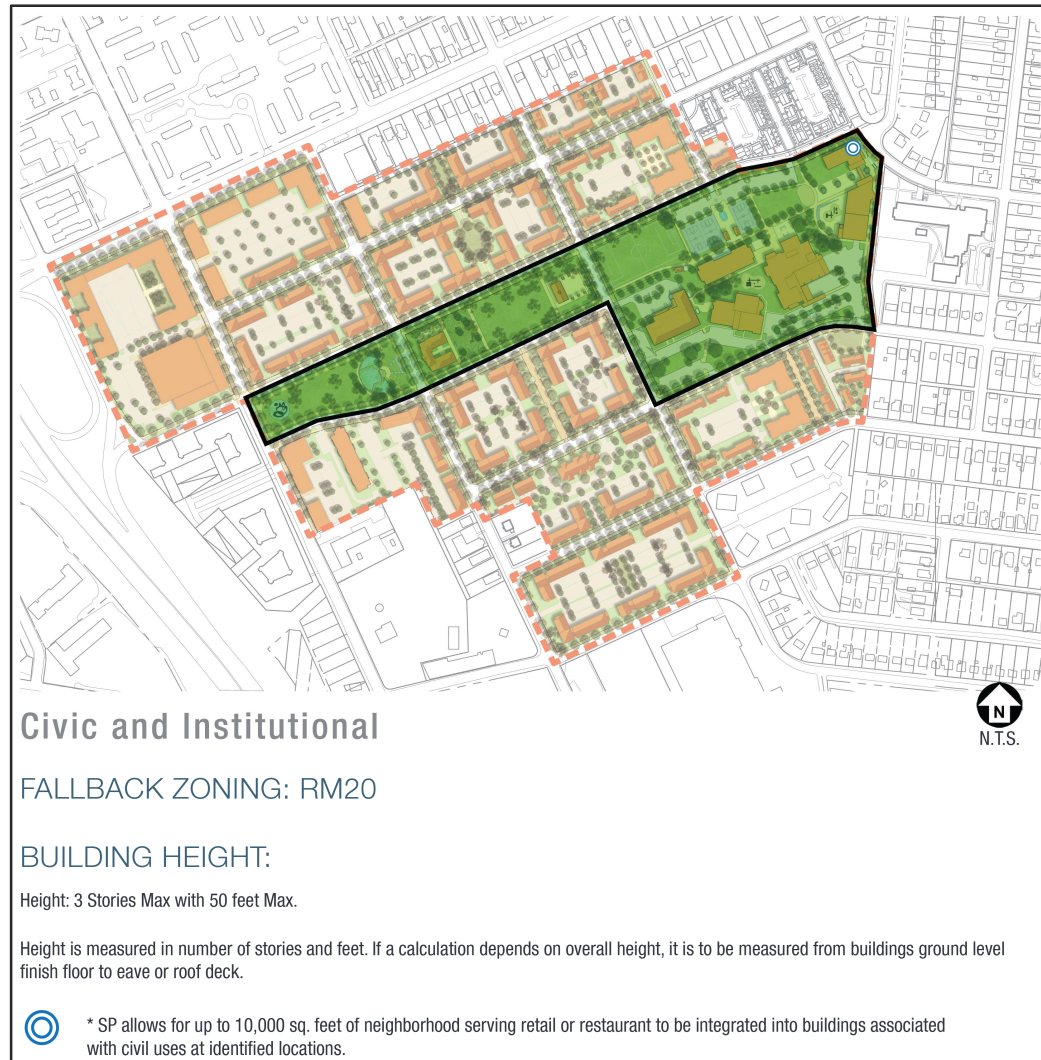 N
N.T.S.
Civic and Institutional
FALLBACK ZONING: RM20
BUILDING HEIGHT:
Height: 3 Stories Max with 50 feet Max.
Height is measured in number of stories and feet. If a calculation depends on overall height, it is to be measured from buildings ground level
finish floor to eave or roof deck.
* SP allows for up to 10,000 sq. feet of neighborhood serving retail or restaurant to be integrated into buildings associated
with civil uses at identified locations.